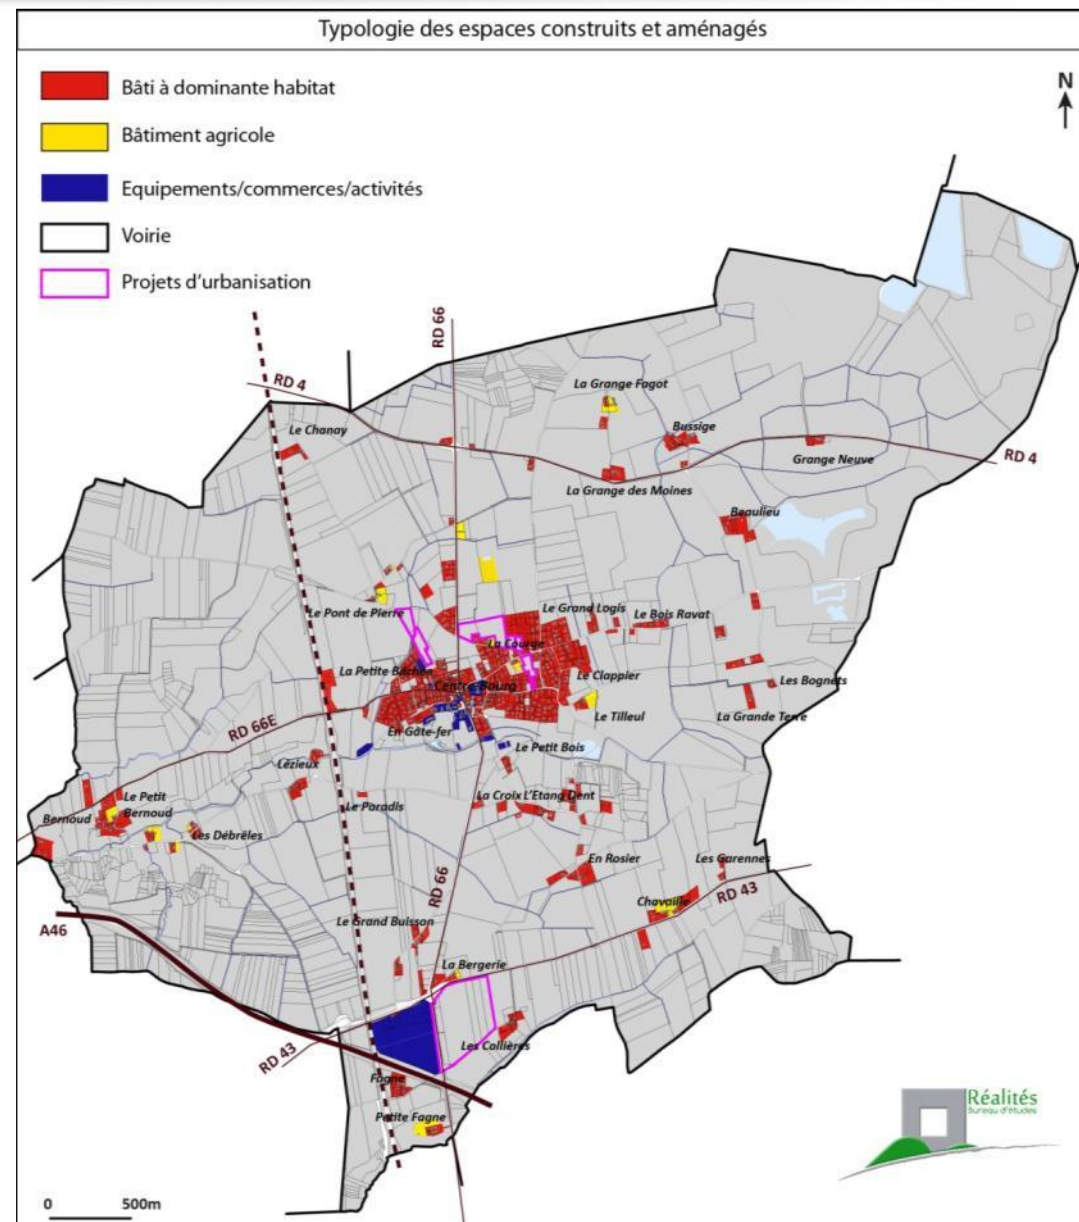 Typologie des espaces construits et aménagés
Bâti à dominante habitat
N
Bâtiment agricole
Equipements/commerces/activités
Voirie
Projets d'urbanisation
RD 66
RD 4
La Grange Fagot
Le Chanay
Bussige
Grange Neuve
RD 4
La Grange des Moines
Beaulieu
Le Pont de Pierre
Le Grand Logis
Le Bois Ravat
La Courge
La Petite Bachen
Le Clappier
Centre Bourg
Les Bognets
Le Tilleul
La Grande Terre
RD 66E
En Gâte-fer
Le Petit Bois
Lézieux
Le Petit
Bernoud
Le Paradis
La Croix
L'Etang Dent
Bernoud
Les Débrêles
En Rosier
Les Garennes
RD 66
Chavaille
RD 43
Le Grand Buisson
A46
La Bergerie
RD 43
Les Collières
Fagne
Petite Fagne
Réalités
Bureau d'études
0 500m